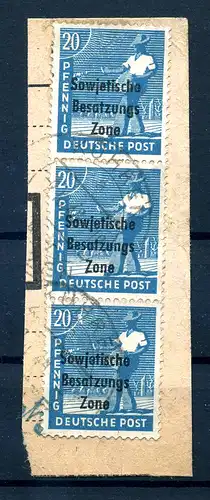 20
PFENNIG
Sowjetische
Besatzungs
Zone
DEUTSCHE POST
20
PFENNIG
Sowjetische
Besatzungs
Zone
DEUTSCHE POST
20
PFENNIG
Sowjetische
Besatzungs
Zone
DEUTSCHE POST